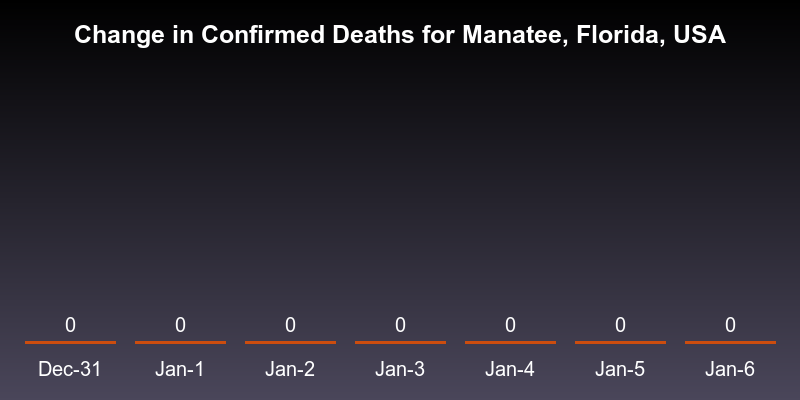 Change in Confirmed Deaths for Manatee, Florida, USA
0 0 0 0 0 0 0
Dec-31 Jan-1 Jan-2 Jan-3 Jan-4 Jan-5 Jan-6